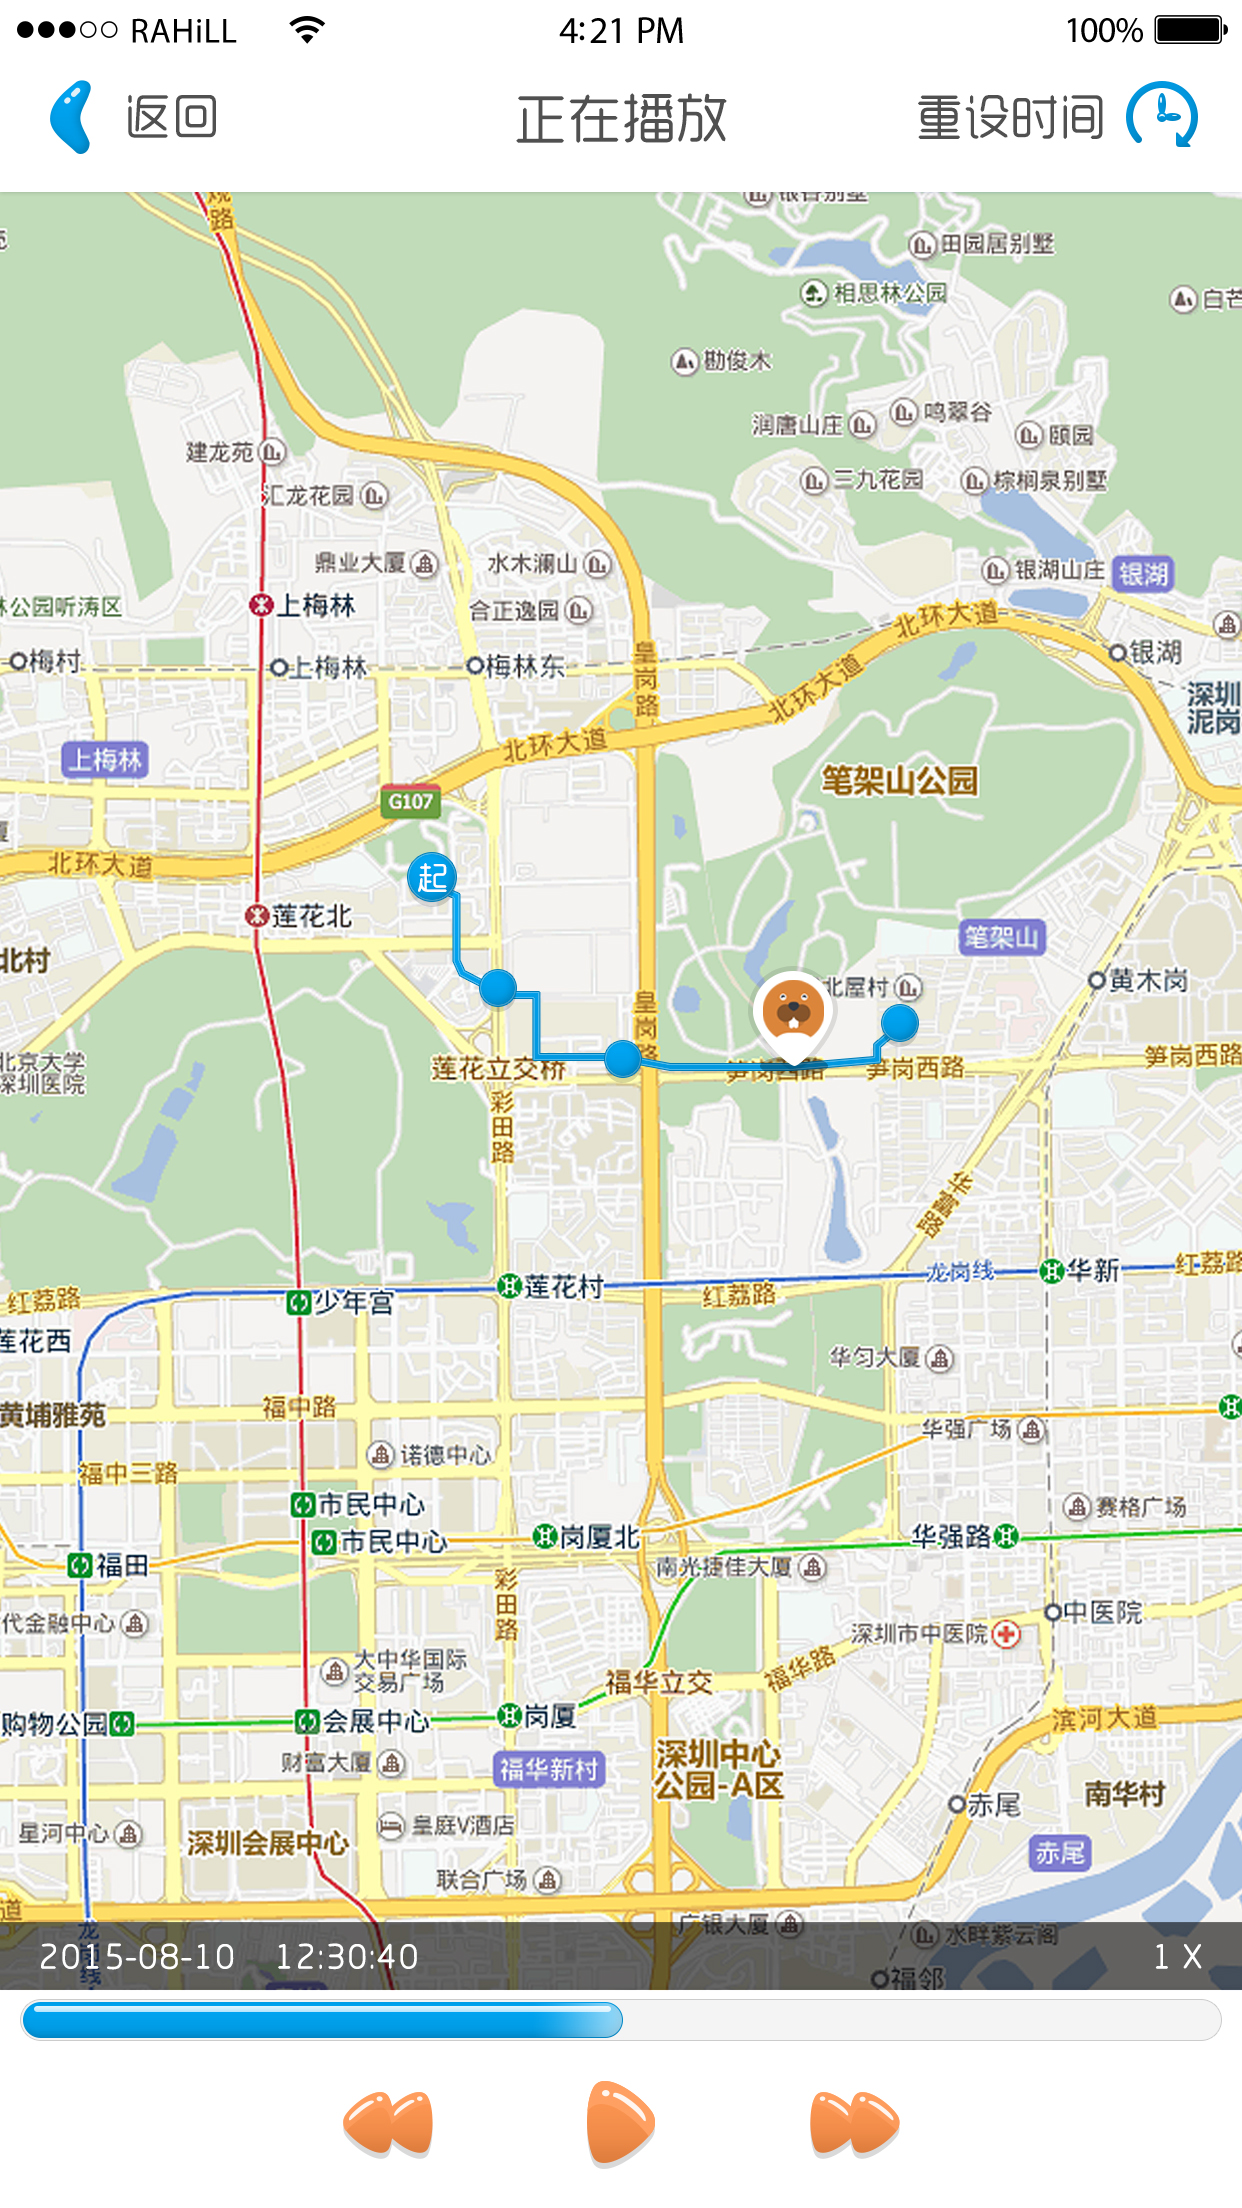 RAHiLL
4:21 PM
100%
返回
正在播放
重设时间
路
银谷别墅
田园居别墅
相思林公园
白芒
勘俊木
鸣翠谷
润唐山庄
颐园
建龙苑
三九花园
棕榈泉别墅
汇龙花园
鼎业大厦
水木澜山
银湖山庄
银湖
上梅林
林公园听涛区
合正逸园
北环大道
梅村
上梅林
梅林东
皇岗路
银湖
北环大道
深圳
泥岗
北环大道
上梅林
笔架山公园
G107
北环大道
起
莲花北
笔架山
北村
北屋村
黄木岗
皇岗路
北京大学
深圳医院
莲花立交桥
笋岗西路
笋岗西路
笋岗西路
彩田路
华富路
龙岗线
华新
红荔路
莲花村
红荔路
红荔路
少年宫
莲花西
华匀大厦
福中路
黄埔雅苑
华强广场
诺德中心
福中三路
市民中心
赛格广场
市民中心
岗厦北
华强路
福田
南光捷佳大厦
彩田路
中医院
代金融中心
深圳市中医院
大中华国际
交易广场
福华路
福华立交
购物公园
会展中心
岗厦
滨河大道
财富大厦
福华新村
深圳中心
公园-A区
南华村
赤尾
星河中心
深圳会展中心
皇庭V酒店
赤尾
联合广场
道
广银大厦
水畔紫云阁
龙岗线
福邻
2015-08-10
12:30:40
1 X